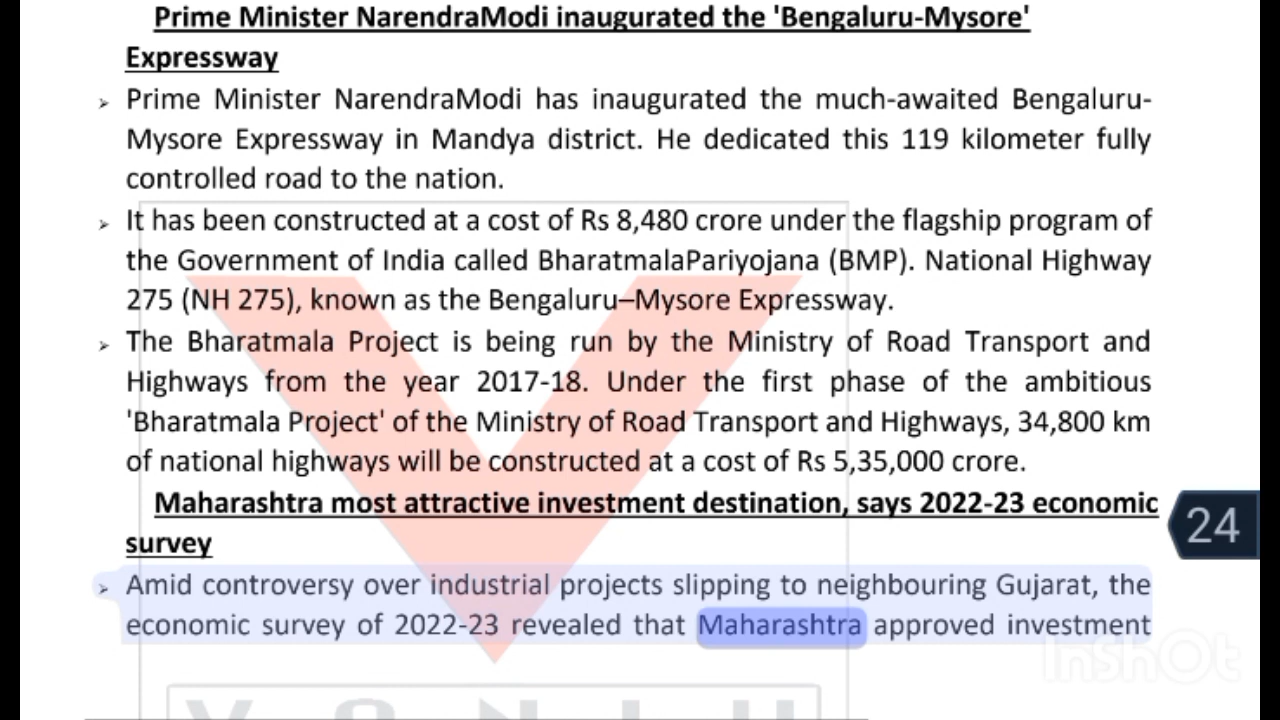 Prime Minister NarendraModi inaugurated the 'Bengaluru-Mysore'
Expressway
➢ Prime Minister NarendraModi has inaugurated the much-awaited Bengaluru-
Mysore Expressway in Mandya district. He dedicated this 119 kilometer fully
controlled road to the nation.
➢ It has been constructed at a cost of Rs 8,480 crore under the flagship program of
the Government of India called BharatmalaPariyojana (BMP). National Highway
275 (NH 275), known as the Bengaluru–Mysore Expressway.
➢ The Bharatmala Project is being run by the Ministry of Road Transport and
Highways from the year 2017-18. Under the first phase of the ambitious
'Bharatmala Project' of the Ministry of Road Transport and Highways, 34,800 km
of national highways will be constructed at a cost of Rs 5,35,000 crore.
Maharashtra most attractive investment destination, says 2022-23 economic
survey
24
➢ Amid controversy over industrial projects slipping to neighbouring Gujarat, the
economic survey of 2022-23 revealed that Maharashtra approved investment
InshOt